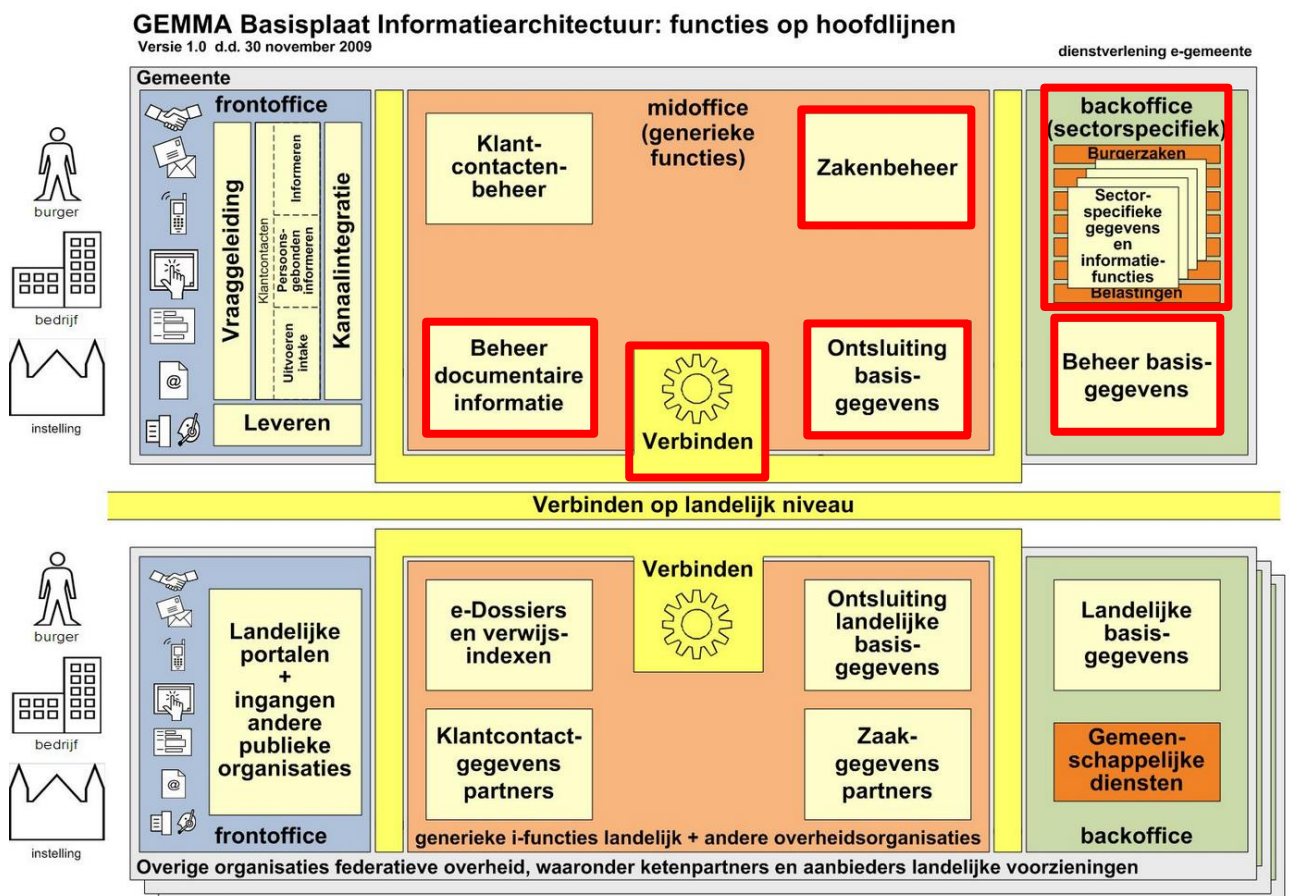 GEMMA Basisplaat Informatiearchitectuur: functies op hoofdlijnen
Versie 1.0 d.d. 30 november 2009
dienstverlening e-gemeente
Gemeente
burger
bedrijf
instelling
frontoffice
Vraaggeleiding
Klantcontacten
Informeren
Persoons-
gebonden
informeren
Uitvoeren
intake
Kanaalintegratie
Leveren
@
midoffice
(generieke
functies)
Klant-
contacten-
beheer
Zakenbeheer
Beheer
documentaire
informatie
Verbinden
Ontsluiting
basis-
gegevens
backoffice
(sectorspecifiek)
Burgerzaken
Sector-
specifieke
gegevens
en
informatie-
functies
Belastingen
Beheer basis-
gegevens
Verbinden op landelijk niveau
burger
bedrijf
instelling
@
Landelijke
portalen
+
ingangen
andere
publieke
organisaties
frontoffice
Verbinden
e-Dossiers
en verwijs-
indexen
Ontsluiting
landelijke
basis-
gegevens
Klantcontact-
gegevens
partners
Zaak-
gegevens
partners
generieke i-functies landelijk + andere overheidsorganisaties
Landelijke
basis-
gegevens
Gemeen-
schappelijke
diensten
backoffice
Overige organisaties federatieve overheid, waaronder ketenpartners en aanbieders landelijke voorzieningen